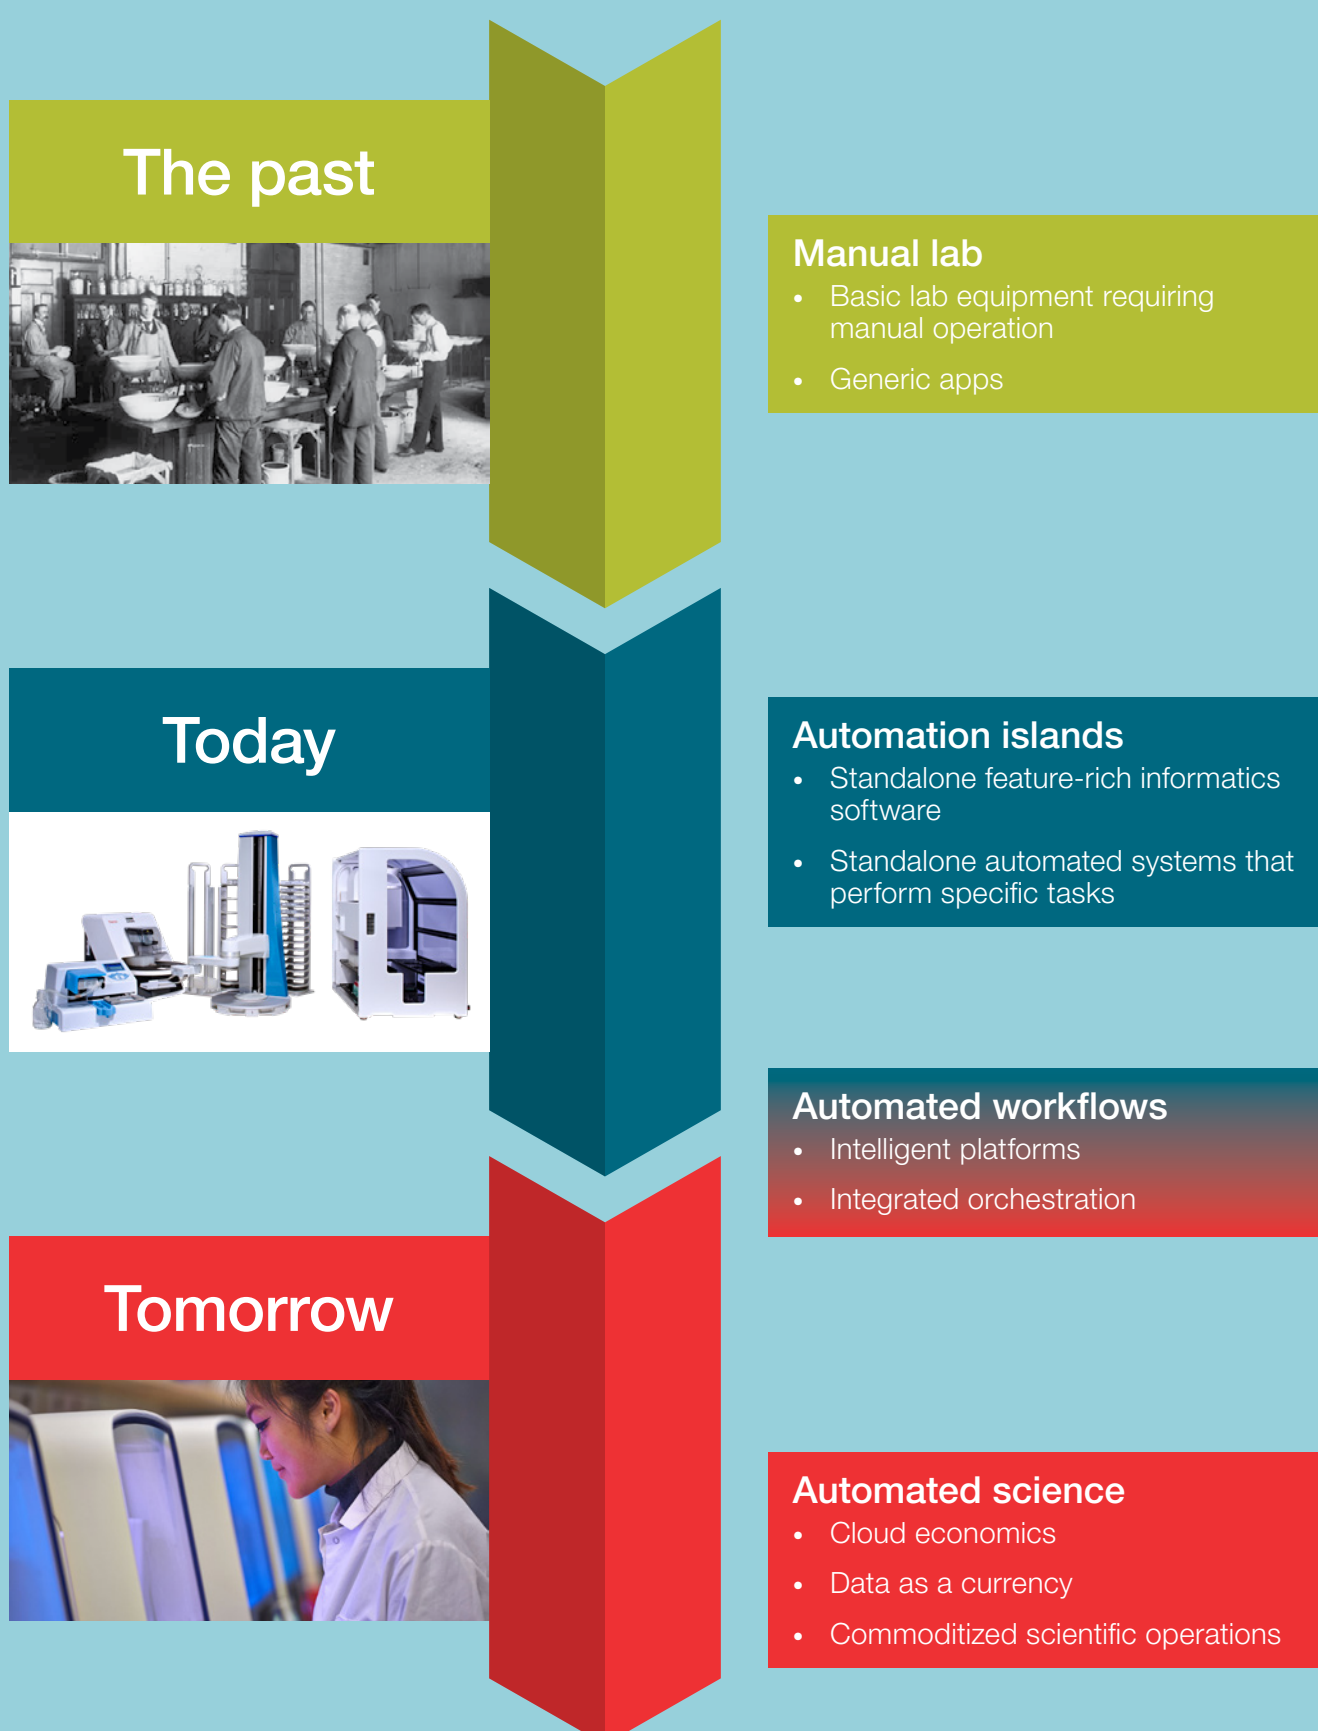 The past
Manual lab
• Basic lab equipment requiring
manual operation
• Generic apps
Today
Automation islands
• Standalone feature-rich informatics
software
• Standalone automated systems that
perform specific tasks
Automated workflows
• Intelligent platforms
• Integrated orchestration
Tomorrow
Automated science
• Cloud economics
• Data as a currency
• Commoditized scientific operations